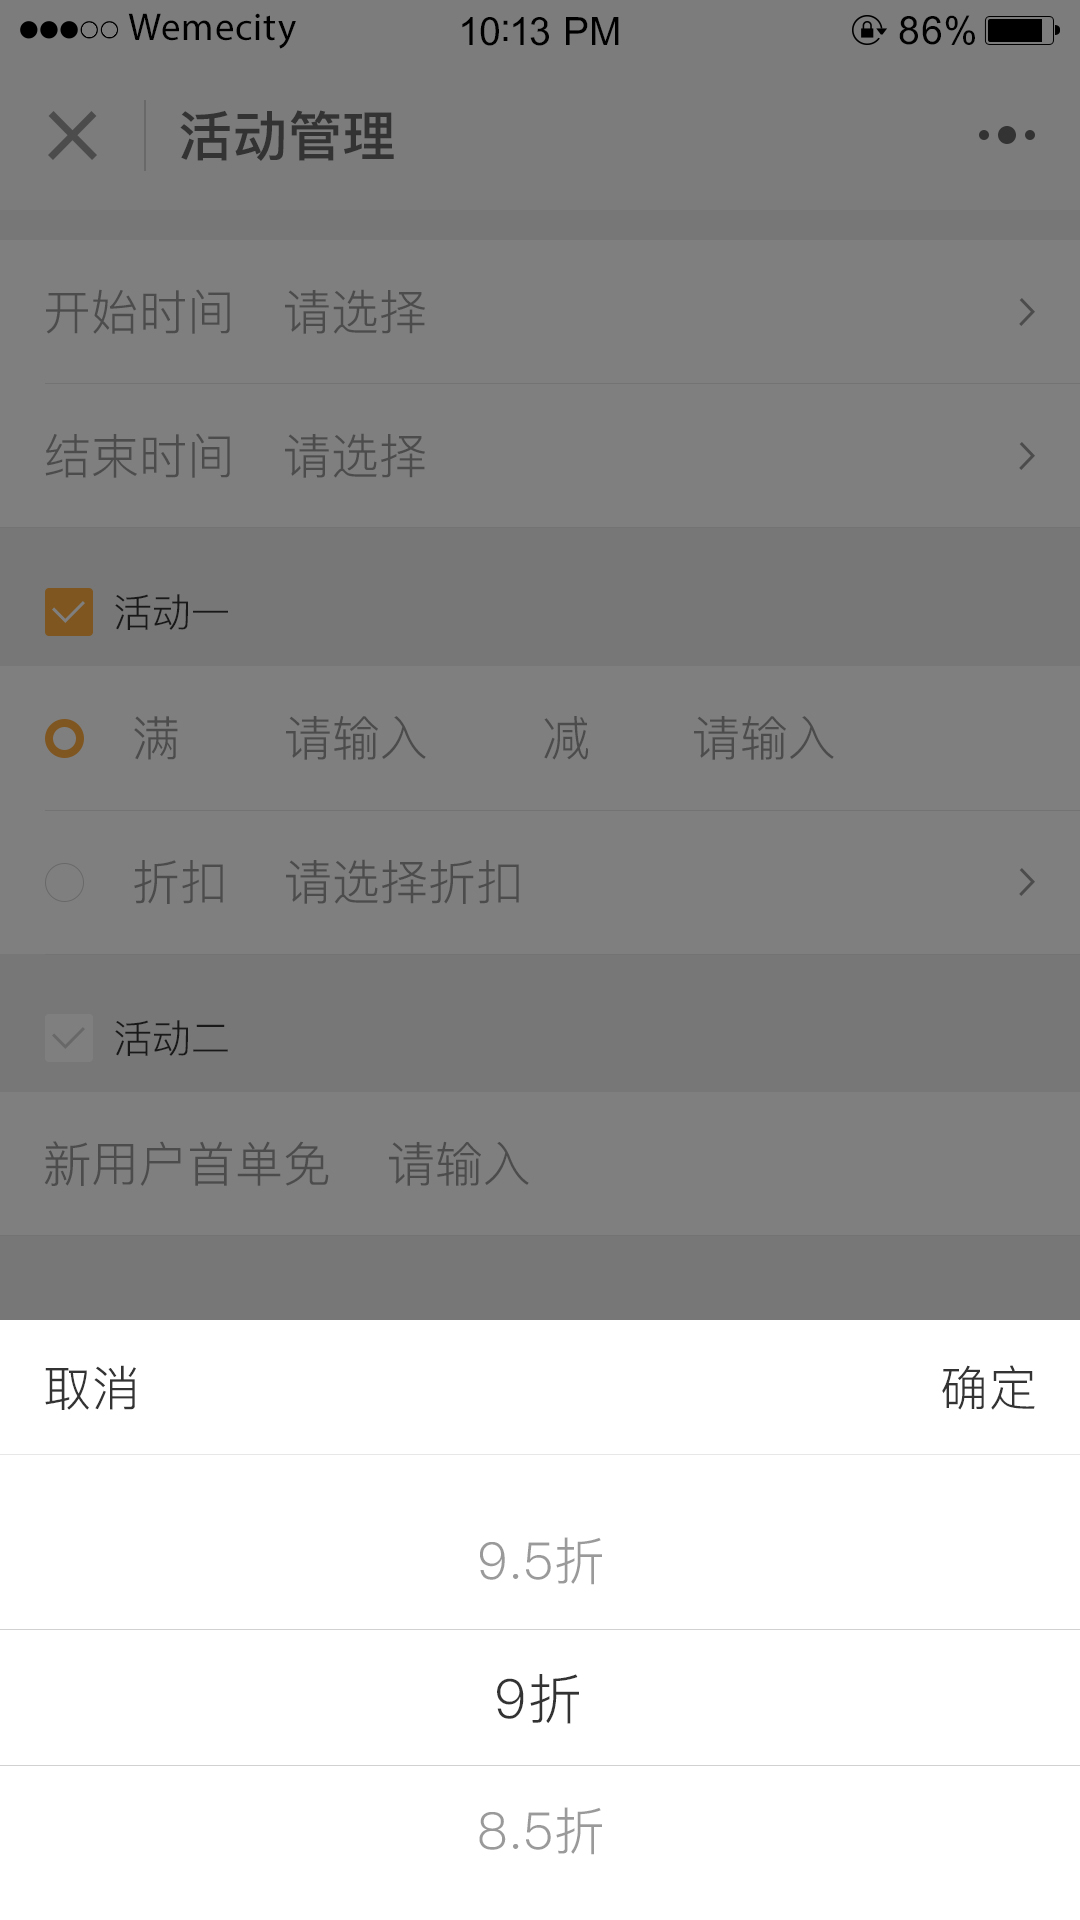 Wemecity 10:13 PM 86%
活动管理
开始时间 请选择
结束时间 请选择
活动一
满 请输入 减 请输入
折扣 请选择折扣
活动二
新用户首单免 请输入
取消 确定
9.5折
9折
8.5折